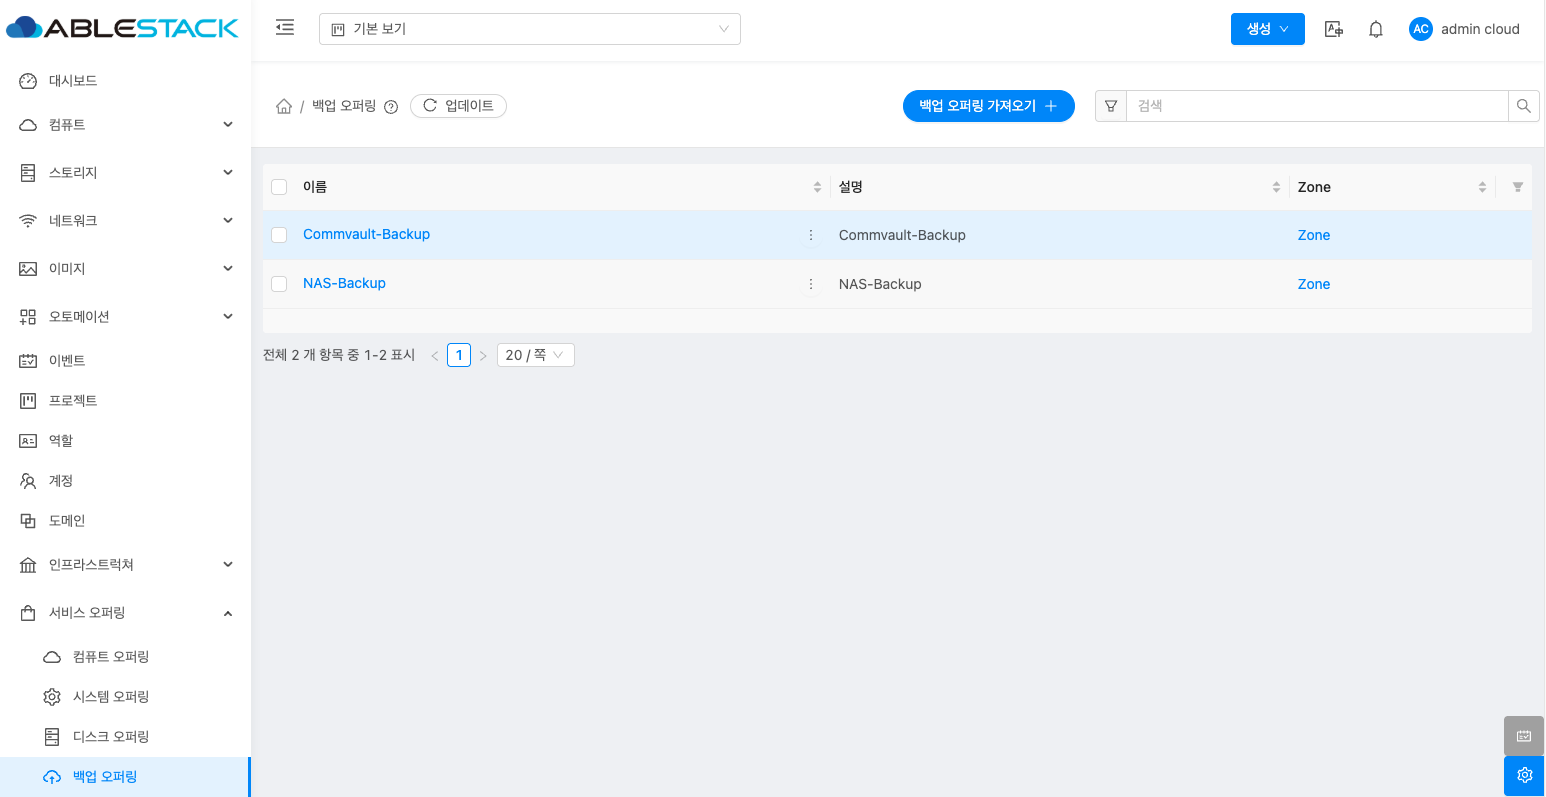 ABLESTACK
기본 보기
생성
AC
admin cloud
대시보드
컴퓨트
스토리지
네트워크
이미지
오토메이션
이벤트
프로젝트
역할
계정
도메인
인프라스트럭쳐
서비스 오퍼링
컴퓨트 오퍼링
시스템 오퍼링
디스크 오퍼링
백업 오퍼링
/ 백업 오퍼링
업데이트
백업 오퍼링 가져오기
검색
이름 설명 Zone
Commvault-Backup Commvault-Backup Zone
NAS-Backup NAS-Backup Zone
전체 2 개 항목 중 1-2 표시 < 1 > 20 / 쪽